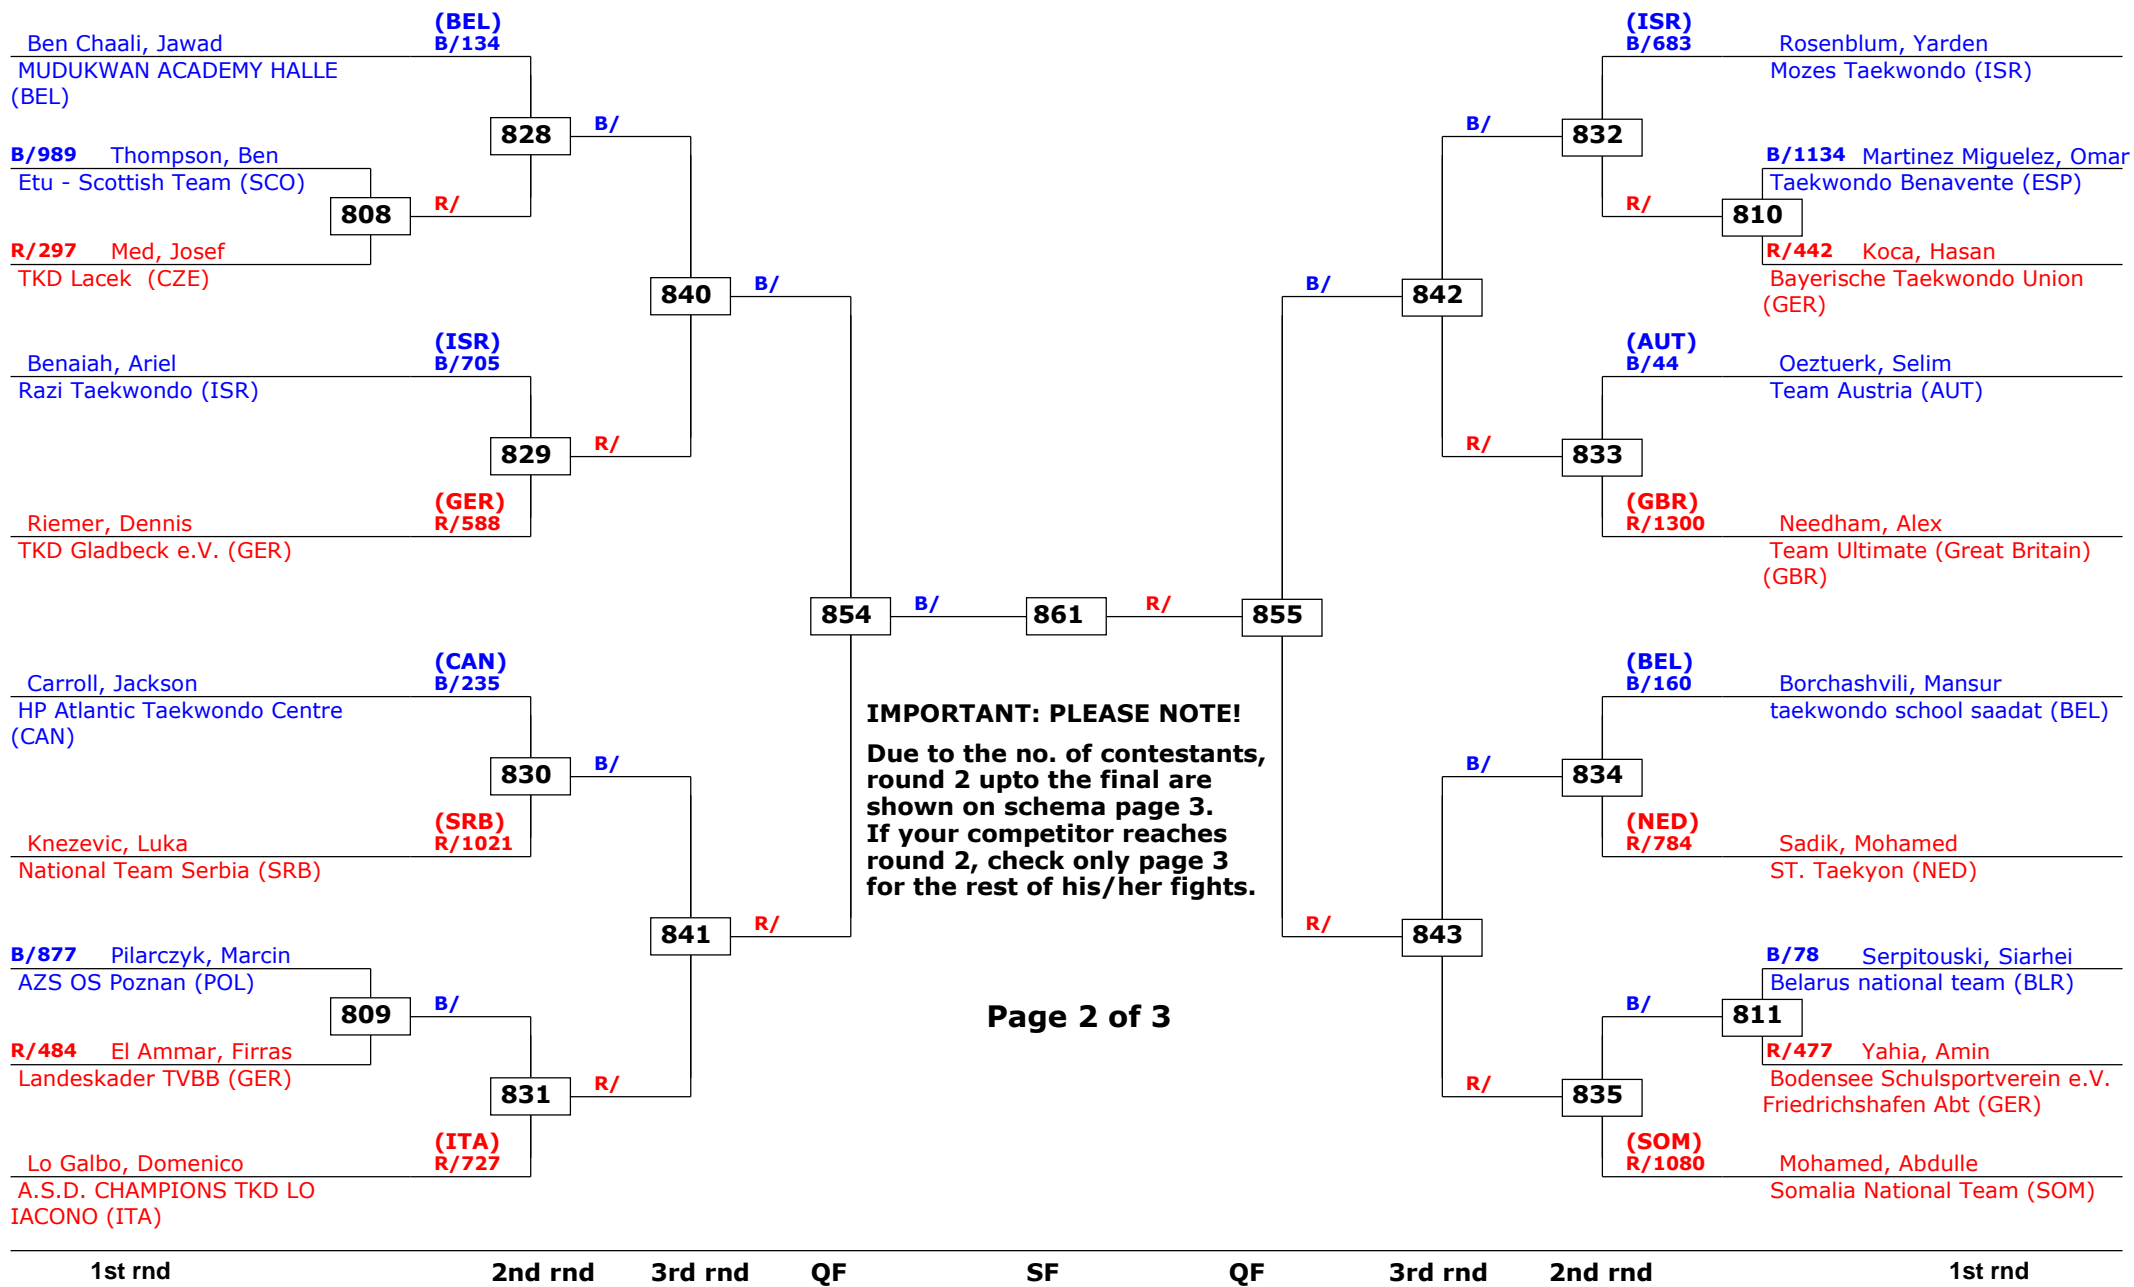 (BEL)
Ben Chaali, Jawad B/134
MUDUKWAN ACADEMY HALLE
(BEL)
828 B/
B/989 Thompson, Ben
Etu - Scottish Team (SCO)
808 R/
R/297 Med, Josef
TKD Lacek (CZE)
840 B/
(ISR)
Benaiah, Ariel B/705
Razi Taekwondo (ISR)
829 R/
(GER)
Riemer, Dennis R/588
TKD Gladbeck e.V. (GER)
854 B/ 861 R/ 855
(CAN)
Carroll, Jackson B/235
HP Atlantic Taekwondo Centre
(CAN)
830 B/
(SRB)
Knezevic, Luka R/1021
National Team Serbia (SRB)
841 R/
B/877 Pilarczyk, Marcin
AZS OS Poznan (POL)
809 B/
R/484 El Ammar, Firras
Landeskader TVBB (GER)
831 R/
(ITA)
Lo Galbo, Domenico R/727
A.S.D. CHAMPIONS TKD LO
IACONO (ITA)
IMPORTANT: PLEASE NOTE!
Due to the no. of contestants,
round 2 upto the final are
shown on schema page 3.
If your competitor reaches
round 2, check only page 3
for the rest of his/her fights.
Page 2 of 3
(ISR)
B/683 Rosenblum, Yarden
Mozes Taekwondo (ISR)
B/ 832
B/1134 Martinez Miguelez, Omar
Taekwondo Benavente (ESP)
R/ 810
R/442 Koca, Hasan
Bayerische Taekwondo Union
(GER)
B/ 842
(AUT)
B/44 Oeztuerk, Selim
Team Austria (AUT)
R/ 833
(GBR)
R/1300 Needham, Alex
Team Ultimate (Great Britain)
(GBR)
(BEL)
B/160 Borchashvili, Mansur
taekwondo school saadat (BEL)
B/ 834
(NED)
R/784 Sadik, Mohamed
ST. Taekyon (NED)
R/ 843
B/78 Serpitouski, Siarhei
Belarus national team (BLR)
B/ 811
R/477 Yahia, Amin
Bodensee Schulsportverein e.V.
Friedrichshafen Abt (GER)
R/ 835
(SOM)
R/1080 Mohamed, Abdulle
Somalia National Team (SOM)
1st rnd 2nd rnd 3rd rnd QF SF QF 3rd rnd 2nd rnd 1st rnd